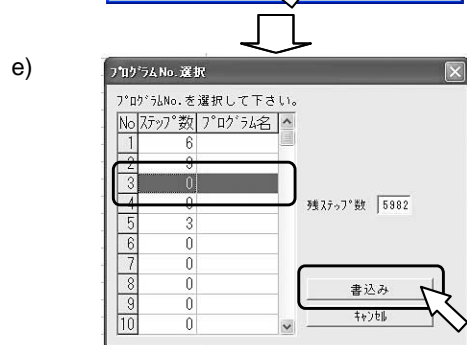 e)
プログラムNo.選択
プログラムNo.を選択して下さい。
No ステップ数 プログラム名
1 6
2 9
3 0
4 0
5 3
6 0
7 0
8 0
9 0
10 0
残ステップ数 5982
書込み
キャンセル